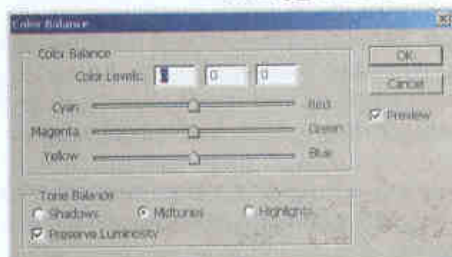 Color Balance
Color Balance
Color Levels: 0 0 0
OK
Cancel
Preview
Cyan Red
Magenta Green
Yellow Blue
Tone Balance
Shadows Midtones Highlights
Preserve Luminosity